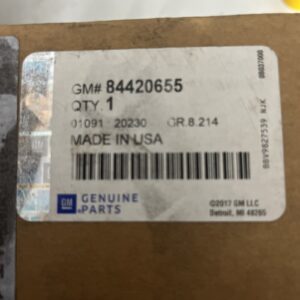 GM# 84420655
QTY. 1
01091 20230 GR.8.214
MADE IN USA
GM GENUINE
PARTS
©2017 GM LLC
Detroit, MI 48265